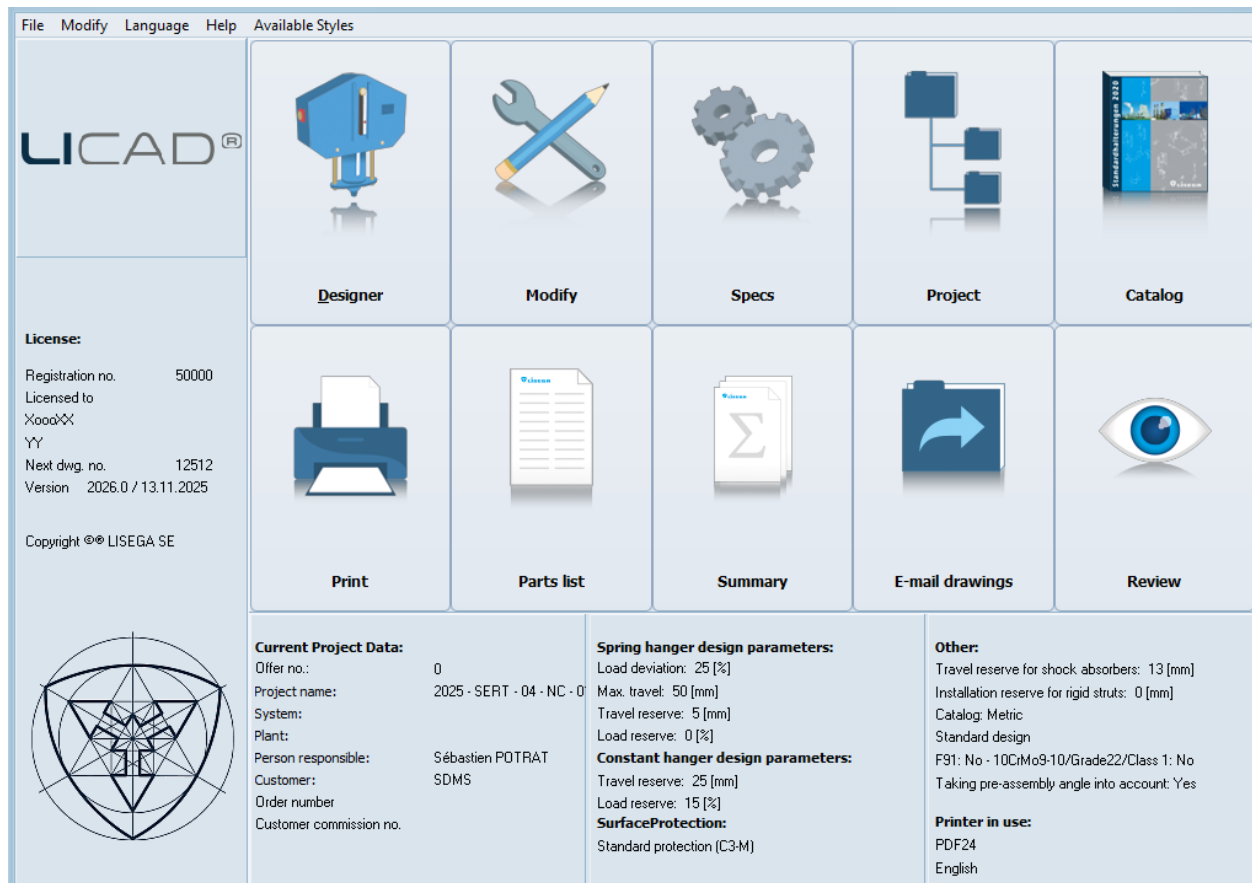 File Modify Language Help Available Styles
LICAD®
Designer
Modify
Specs
Project
Catalog
Standardhalterungen 2020
LISEGA
Print
Parts list
Summary
E-mail drawings
Review
LISEGA
LISEGA
Σ
License:
Registration no. 50000
Licensed to
XoooXX
YY
Next dwg. no. 12512
Version 2026.0 / 13.11.2025
Copyright ©® LISEGA SE
Current Project Data:
Offer no.: 0
Project name: 2025 - SERT - 04 - NC - 0
System:
Plant:
Person responsible: Sébastien POTRAT
Customer: SDMS
Order number
Customer commission no.
Spring hanger design parameters:
Load deviation: 25 [%]
Max. travel: 50 [mm]
Travel reserve: 5 [mm]
Load reserve: 0 [%]
Constant hanger design parameters:
Travel reserve: 25 [mm]
Load reserve: 15 [%]
SurfaceProtection:
Standard protection (C3-M)
Other:
Travel reserve for shock absorbers: 13 [mm]
Installation reserve for rigid struts: 0 [mm]
Catalog: Metric
Standard design
F91: No - 10CrMo9-10/Grade22/Class 1: No
Taking pre-assembly angle into account: Yes
Printer in use:
PDF24
English